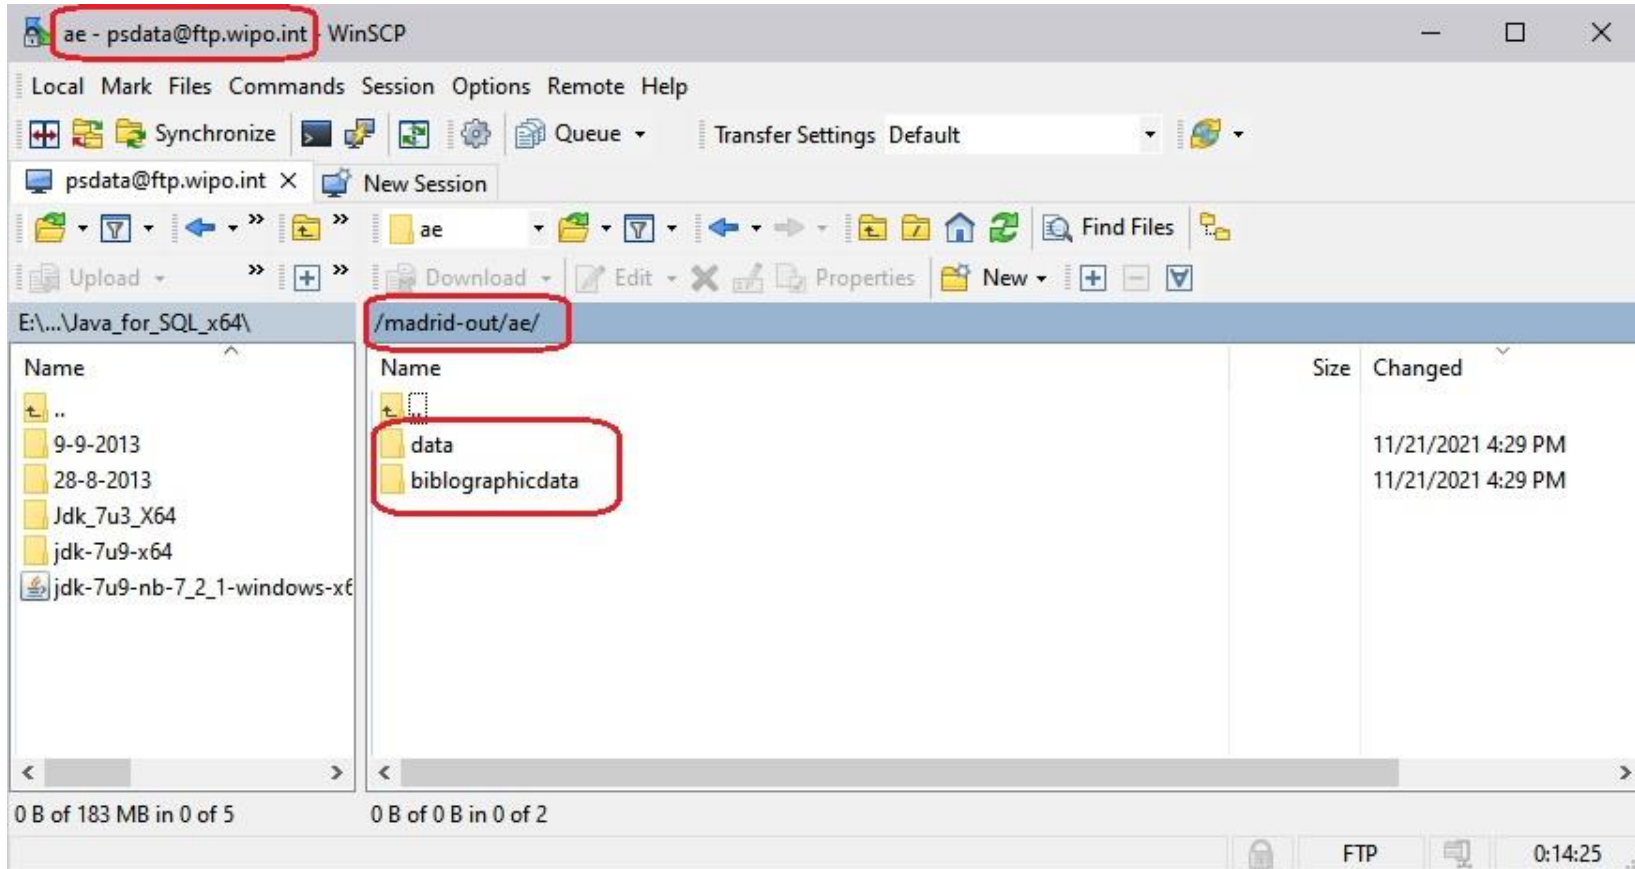 ae - psdata@ftp.wipo.int - WinSCP
Local Mark Files Commands Session Options Remote Help
Synchronize Queue Transfer Settings Default
psdata@ftp.wipo.int New Session
ae Find Files
Upload Download Edit Properties New
E:\...\Java_for_SQL_x64\ /madrid-out/ae/
Name Name Size Changed
.. ..
9-9-2013 data 11/21/2021 4:29 PM
28-8-2013 biblographicdata 11/21/2021 4:29 PM
Jdk_7u3_X64
jdk-7u9-x64
jdk-7u9-nb-7_2_1-windows-x6
0 B of 183 MB in 0 of 5 0 B of 0 B in 0 of 2
FTP 0:14:25